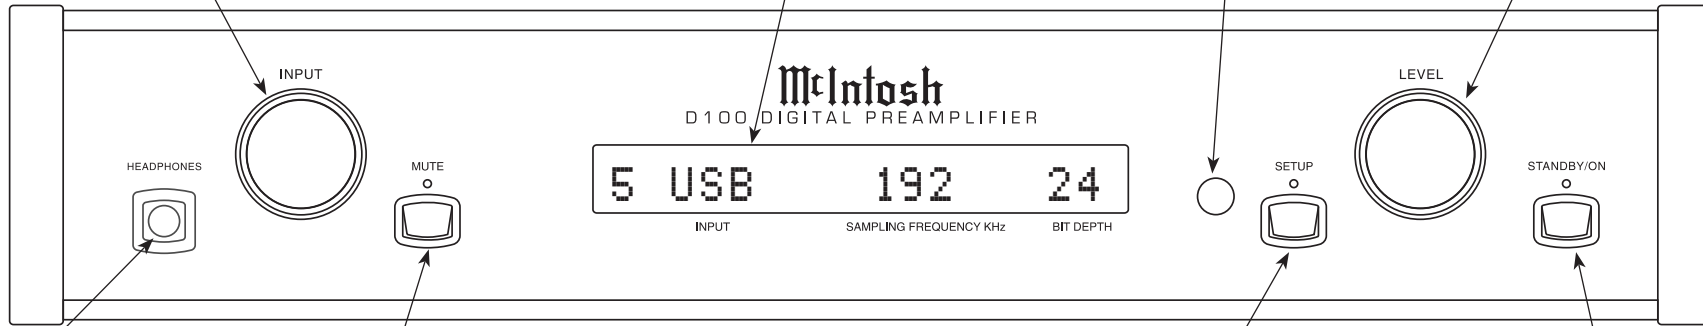 INPUT
McIntosh
LEVEL
D100 DIGITAL PREAMPLIFIER
HEADPHONES
MUTE
SETUP
STANDBY/ON
5 USB 192 24
INPUT SAMPLING FREQUENCY KHz BIT DEPTH